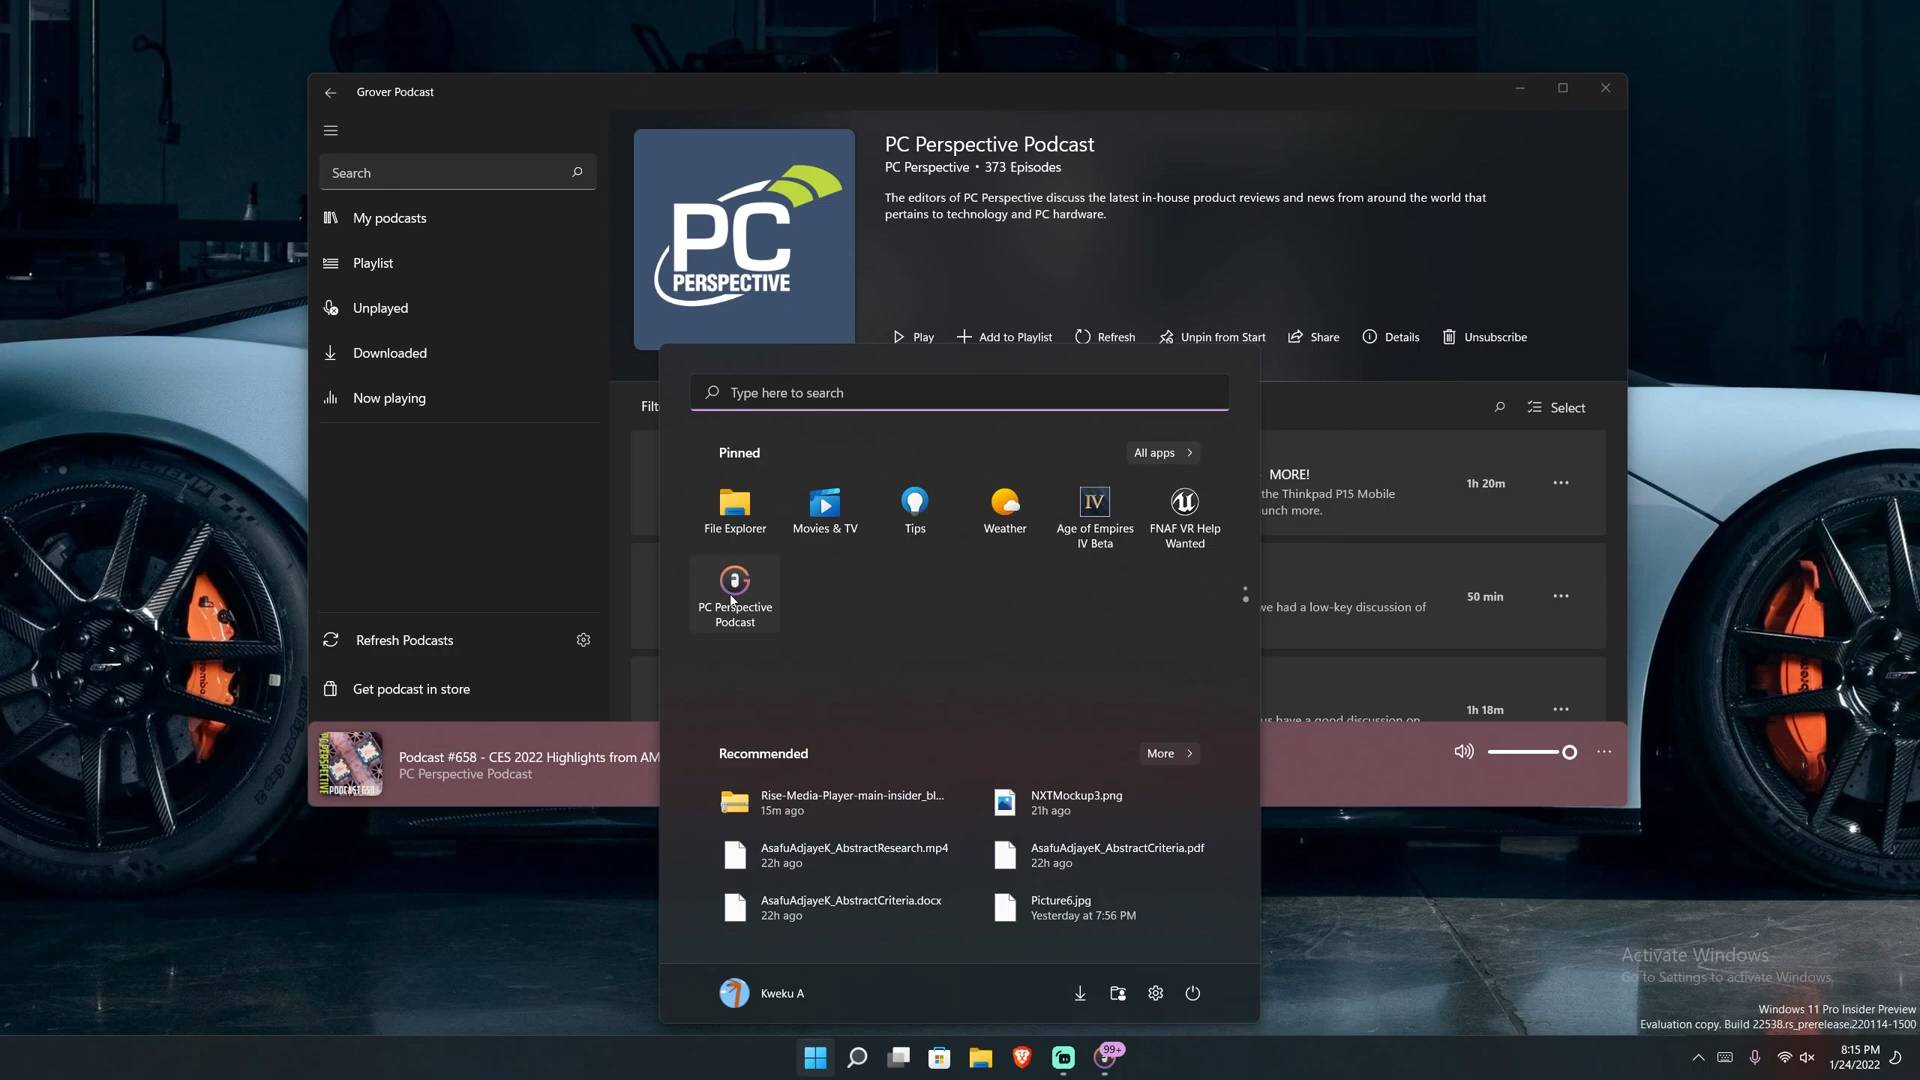 Grover Podcast
Search
My podcasts
Playlist
Unplayed
Downloaded
Now playing
Refresh Podcasts
Get podcast in store
PC
PERSPECTIVE
PC Perspective Podcast
PC Perspective • 373 Episodes
The editors of PC Perspective discuss the latest in-house product reviews and news from around the world that
pertains to technology and PC hardware.
Play
Add to Playlist
Refresh
Unpin from Start
Share
Details
Unsubscribe
Select
MORE!
the Thinkpad P15 Mobile
unch more.
1h 20m
we had a low-key discussion of
50 min
us have a good discussion on
1h 18m
Podcast #658 - CES 2022 Highlights from AM
PC Perspective Podcast
Type here to search
Pinned
All apps
File Explorer
Movies & TV
Tips
Weather
Age of Empires
IV Beta
FNAF VR Help
Wanted
PC Perspective
Podcast
Recommended
More
Rise-Media-Player-main-insider_bl...
15m ago
NXTMockup3.png
21h ago
AsafuAdjayeK_AbstractResearch.mp4
22h ago
AsafuAdjayeK_AbstractCriteria.pdf
22h ago
AsafuAdjayeK_AbstractCriteria.docx
22h ago
Picture6.jpg
Yesterday at 7:56 PM
Kweku A
Activate Windows
Go to Settings to activate Windows.
Windows 11 Pro Insider Preview
Evaluation copy. Build 22538.rs_prerelease.220114-1500
99+
8:15 PM
1/24/2022